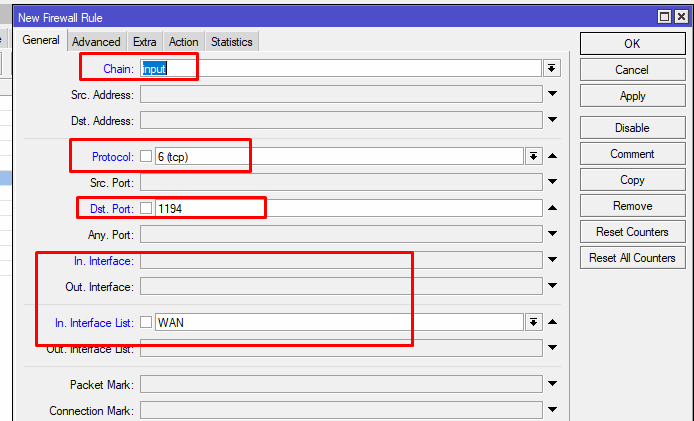 New Firewall Rule
General Advanced Extra Action Statistics
Chain: input
Src. Address:
Dst. Address:
Protocol: 6 (tcp)
Src. Port:
Dst. Port: 1194
Any. Port:
In. Interface:
Out. Interface:
In. Interface List: WAN
Out. Interface List:
Packet Mark:
Connection Mark:
OK
Cancel
Apply
Disable
Comment
Copy
Remove
Reset Counters
Reset All Counters